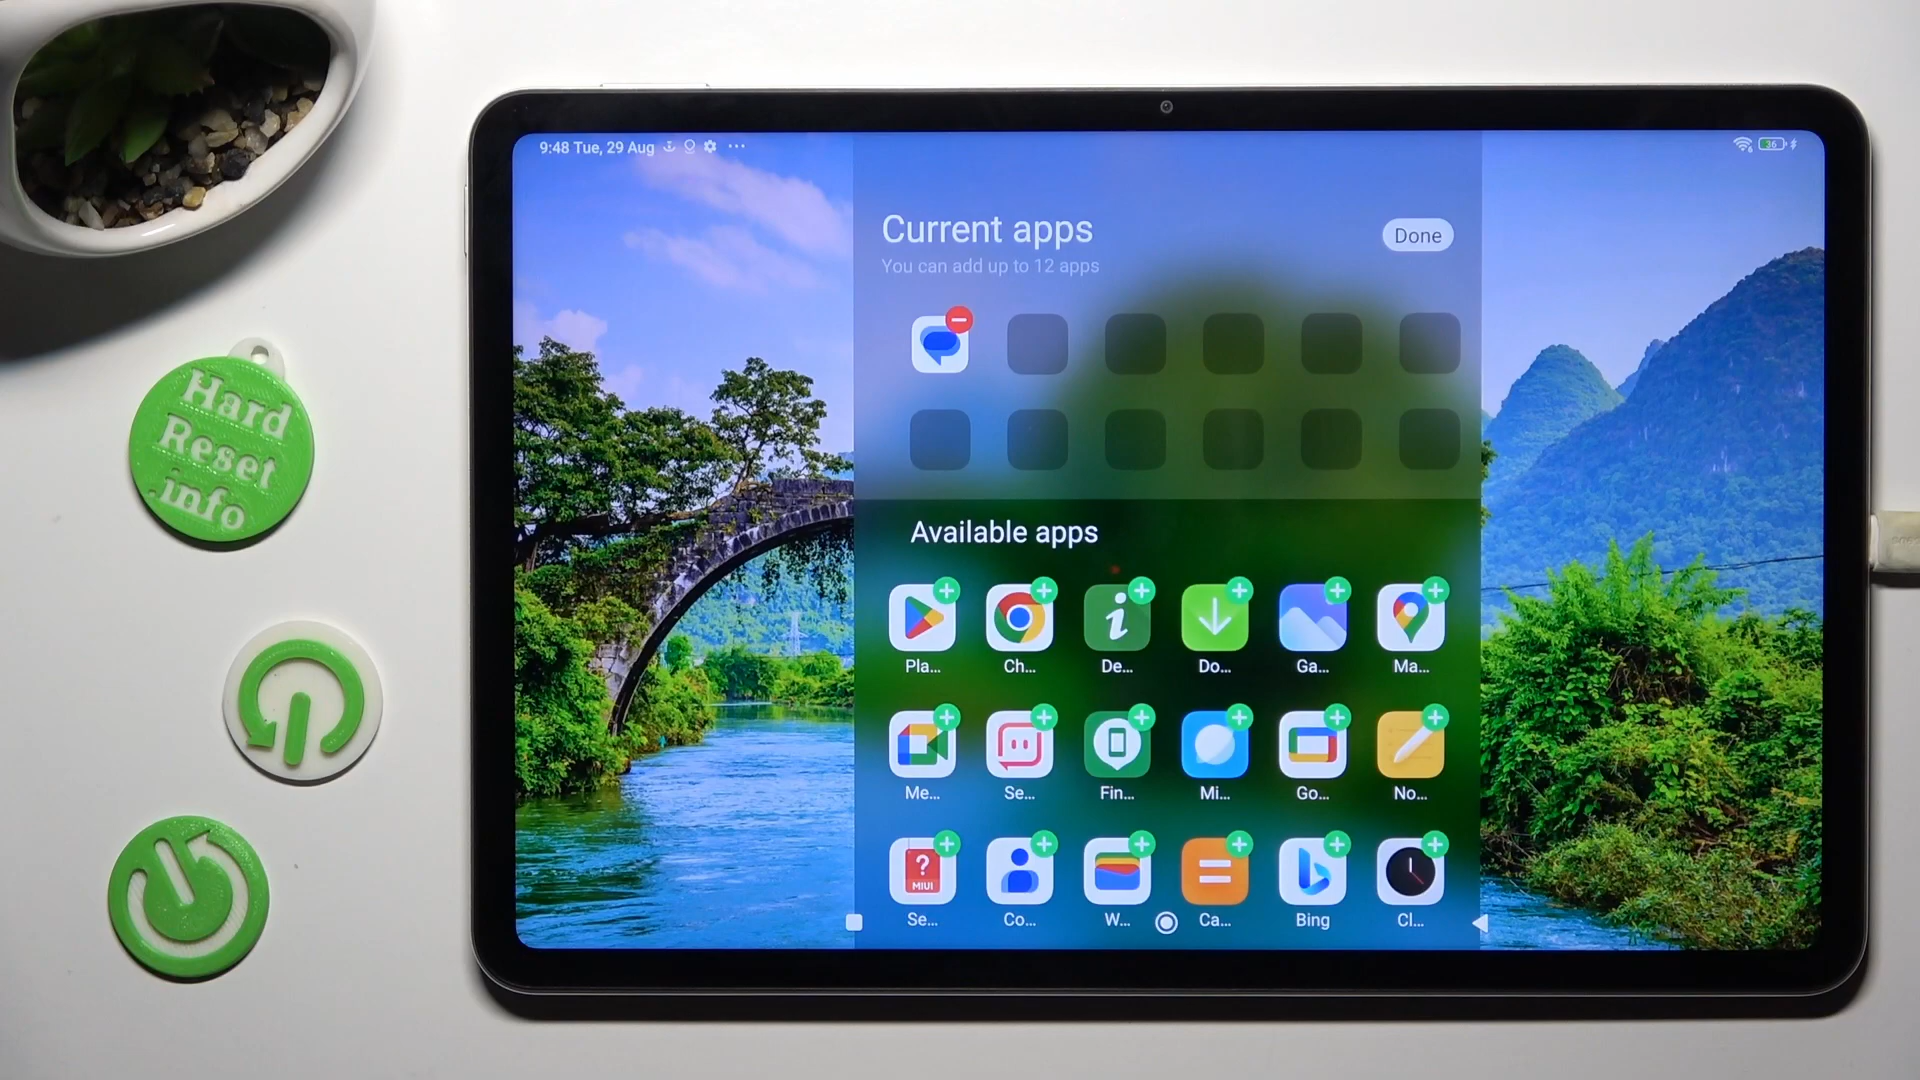 9:48 Tue, 29 Aug
36
Current apps
Done
You can add up to 12 apps
Available apps
Pla... Ch... De... Do... Ga... Ma...
Me... Se... Fin... Mi... Go... No...
?
MIUI
Se... Co... W... Ca... Bing Cl...
Hard
Reset
.info